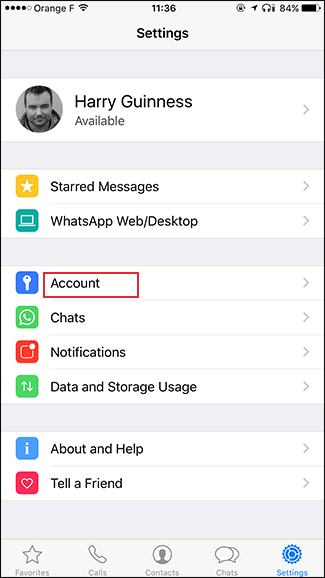 Orange F 11:36 84%
Settings
Harry Guinness
Available
Starred Messages
WhatsApp Web/Desktop
Account
Chats
Notifications
Data and Storage Usage
About and Help
Tell a Friend
Favorites Calls Contacts Chats Settings